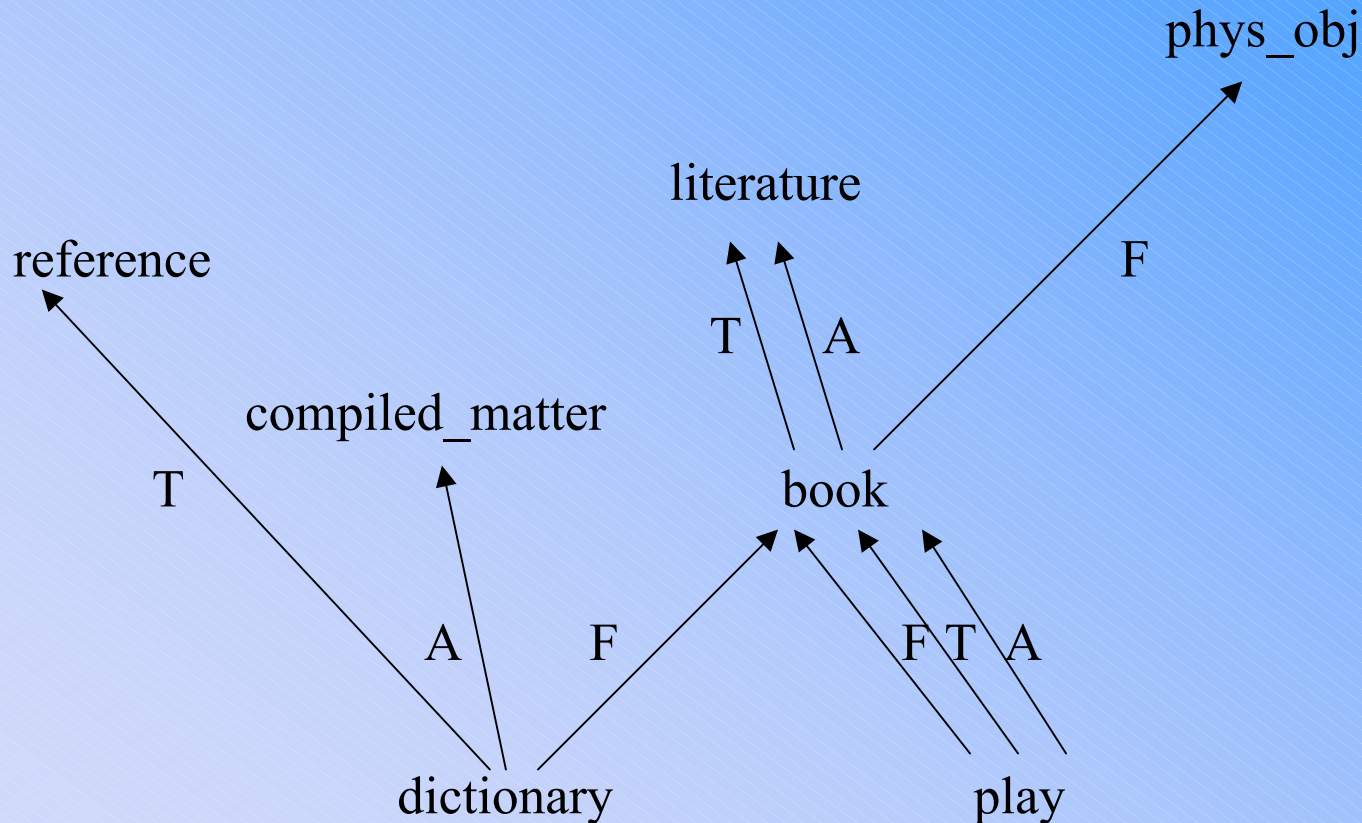 phys_obj
literature
reference
F
T A
compiled_matter
T
book
A F F T A
dictionary play